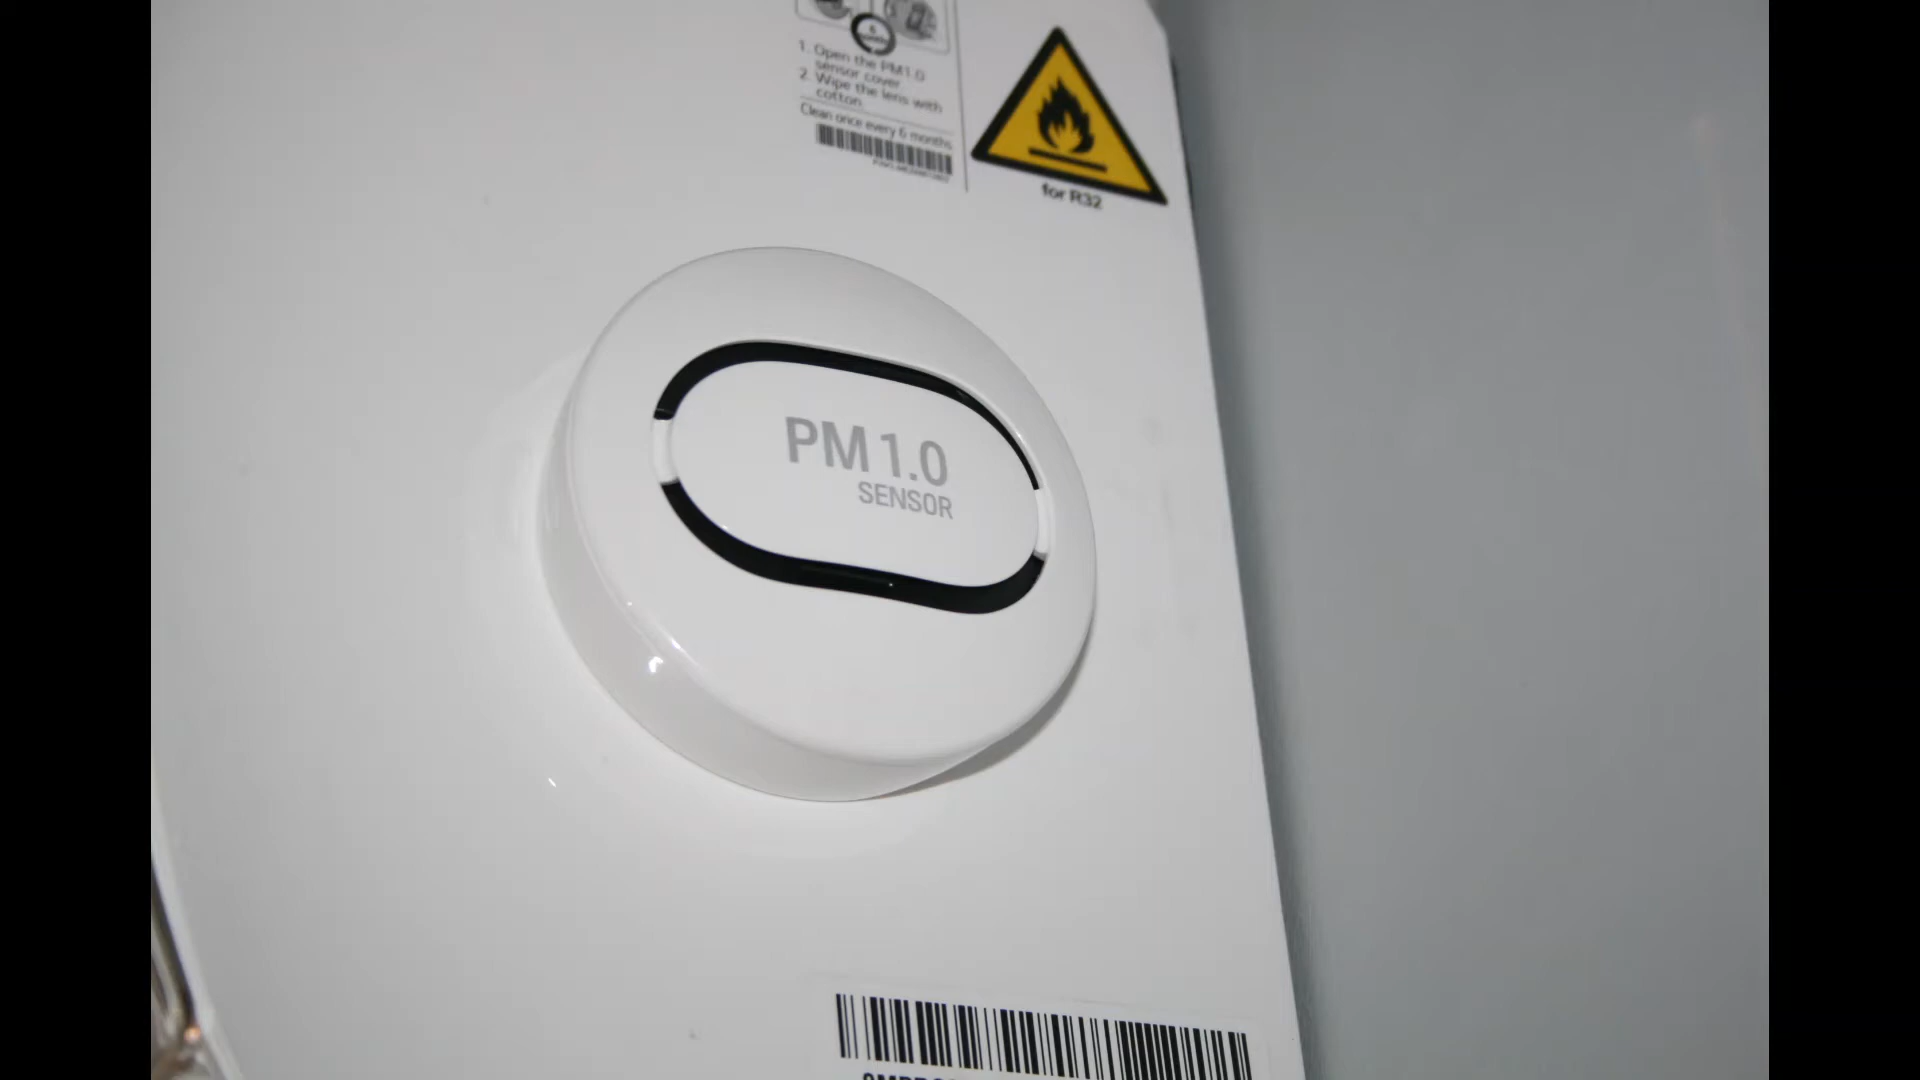 1. Open the PM1.0
sensor cover
2. Wipe the lens with
cotton
Clean once every 6 months
for R32
PM 1.0
SENSOR